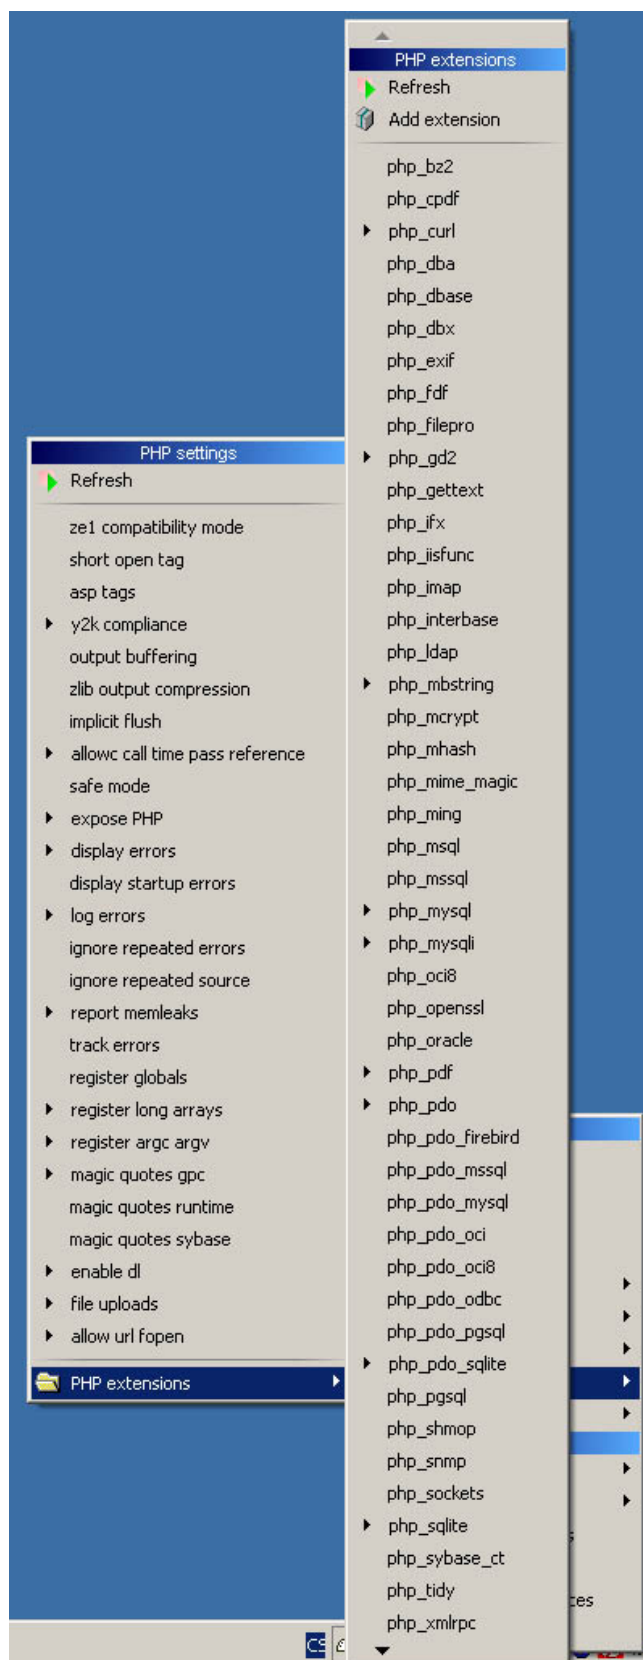 PHP extensions
Refresh
Add extension
php_bz2
php_cpdf
php_curl
php_dba
php_dbase
php_dbx
php_exif
php_fdf
php_filepro
php_gd2
php_gettext
php_ifx
php_iisfunc
php_imap
php_interbase
php_ldap
php_mbstring
php_mcrypt
php_mhash
php_mime_magic
php_ming
php_msql
php_mssql
php_mysql
php_mysqli
php_oci8
php_openssl
php_oracle
php_pdf
php_pdo
php_pdo_firebird
php_pdo_mssql
php_pdo_mysql
php_pdo_oci
php_pdo_oci8
php_pdo_odbc
php_pdo_pgsql
php_pdo_sqlite
php_pgsql
php_shmop
php_snmp
php_sockets
php_sqlite
php_sybase_ct
php_tidy
php_xmlrpc
PHP settings
Refresh
ze1 compatibility mode
short open tag
asp tags
y2k compliance
output buffering
zlib output compression
implicit flush
allowc call time pass reference
safe mode
expose PHP
display errors
display startup errors
log errors
ignore repeated errors
ignore repeated source
report memleaks
track errors
register globals
register long arrays
register argc argv
magic quotes gpc
magic quotes runtime
magic quotes sybase
enable dl
file uploads
allow url fopen
PHP extensions
CS